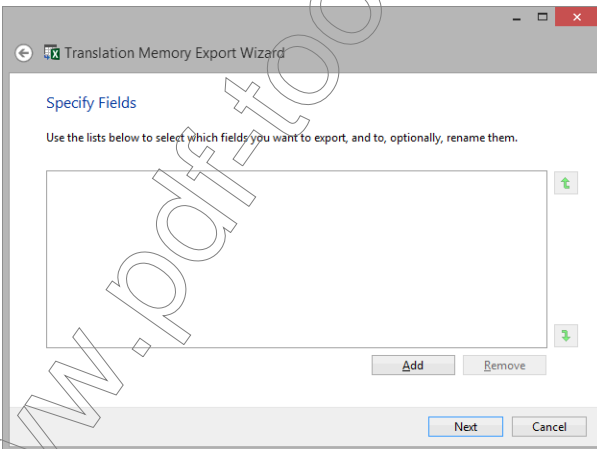 Translation Memory Export Wizard
Specify Fields
Use the lists below to select which fields you want to export, and to, optionally, rename them.
Add
Remove
Next
Cancel
w.pdf-too